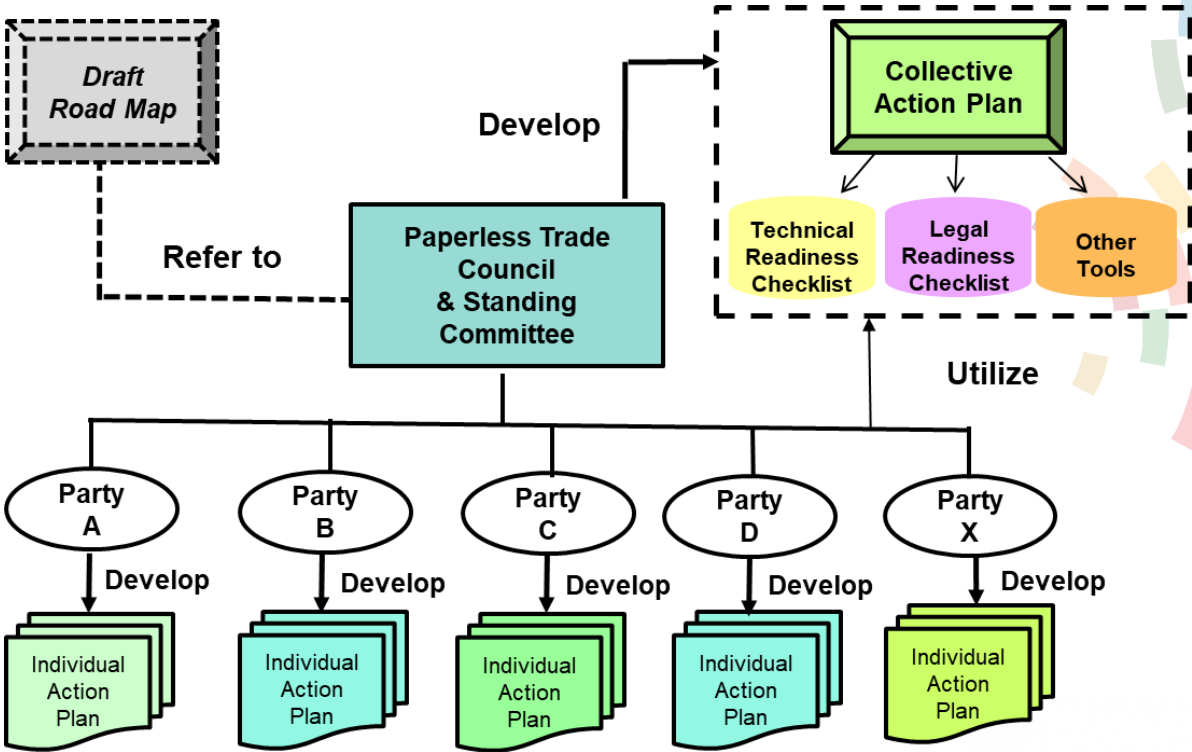 Draft
Road Map
Collective
Action Plan
Develop
Technical
Readiness
Checklist
Legal
Readiness
Checklist
Other
Tools
Refer to
Paperless Trade
Council
& Standing
Committee
Utilize
Party
A
Party
B
Party
C
Party
D
Party
X
Develop
Develop
Develop
Develop
Develop
Individual
Action
Plan
Individual
Action
Plan
Individual
Action
Plan
Individual
Action
Plan
Individual
Action
Plan